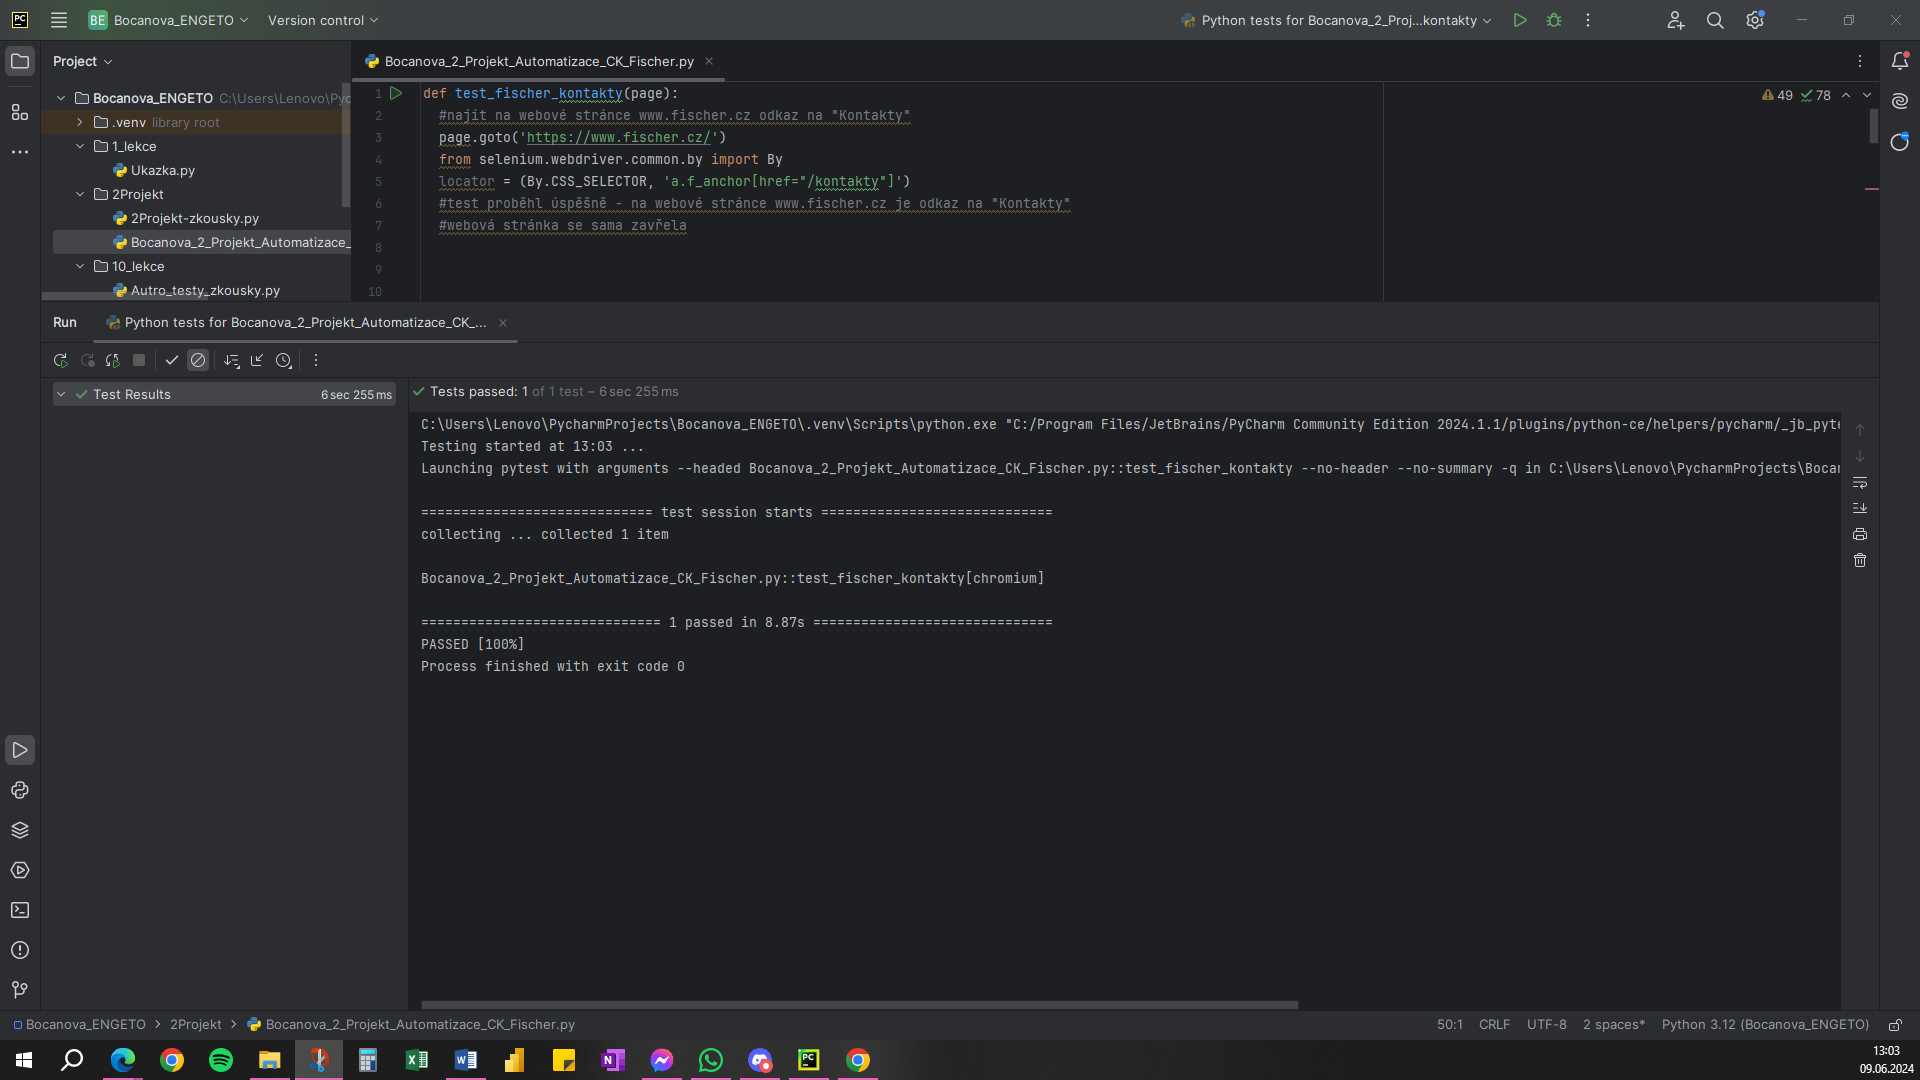 PC
BE Bocanova_ENGETO Version control Python tests for Bocanova_2_Proj...kontakty
Project
Bocanova_2_Projekt_Automatizace_CK_Fischer.py
Bocanova_ENGETO C:\Users\Lenovo\Pyc
.venv library root
1_lekce
Ukazka.py
2Projekt
2Projekt-zkousky.py
Bocanova_2_Projekt_Automatizace_
10_lekce
Autro_testy_zkousky.py
49 78
1 def test_fischer_kontakty(page):
2 #najít na webové stránce www.fischer.cz odkaz na "Kontakty"
3 page.goto('https://www.fischer.cz/')
4 from selenium.webdriver.common.by import By
5 locator = (By.CSS_SELECTOR, 'a.f_anchor[href="/kontakty"]')
6 #test proběhl úspěšně - na webové stránce www.fischer.cz je odkaz na "Kontakty"
7 #webová stránka se sama zavřela
8
9
10
Run Python tests for Bocanova_2_Projekt_Automatizace_CK_...
Test Results 6 sec 255 ms
Tests passed: 1 of 1 test – 6 sec 255 ms
C:\Users\Lenovo\PycharmProjects\Bocanova_ENGETO\.venv\Scripts\python.exe "C:/Program Files/JetBrains/PyCharm Community Edition 2024.1.1/plugins/python-ce/helpers/pycharm/_jb_pyte
Testing started at 13:03 ...
Launching pytest with arguments --headed Bocanova_2_Projekt_Automatizace_CK_Fischer.py::test_fischer_kontakty --no-header --no-summary -q in C:\Users\Lenovo\PycharmProjects\Bocan
============================= test session starts =============================
collecting ... collected 1 item
Bocanova_2_Projekt_Automatizace_CK_Fischer.py::test_fischer_kontakty[chromium]
============================== 1 passed in 8.87s ==============================
PASSED [100%]
Process finished with exit code 0
Bocanova_ENGETO 2Projekt Bocanova_2_Projekt_Automatizace_CK_Fischer.py
50:1 CRLF UTF-8 2 spaces* Python 3.12 (Bocanova_ENGETO)
13:03
09.06.2024